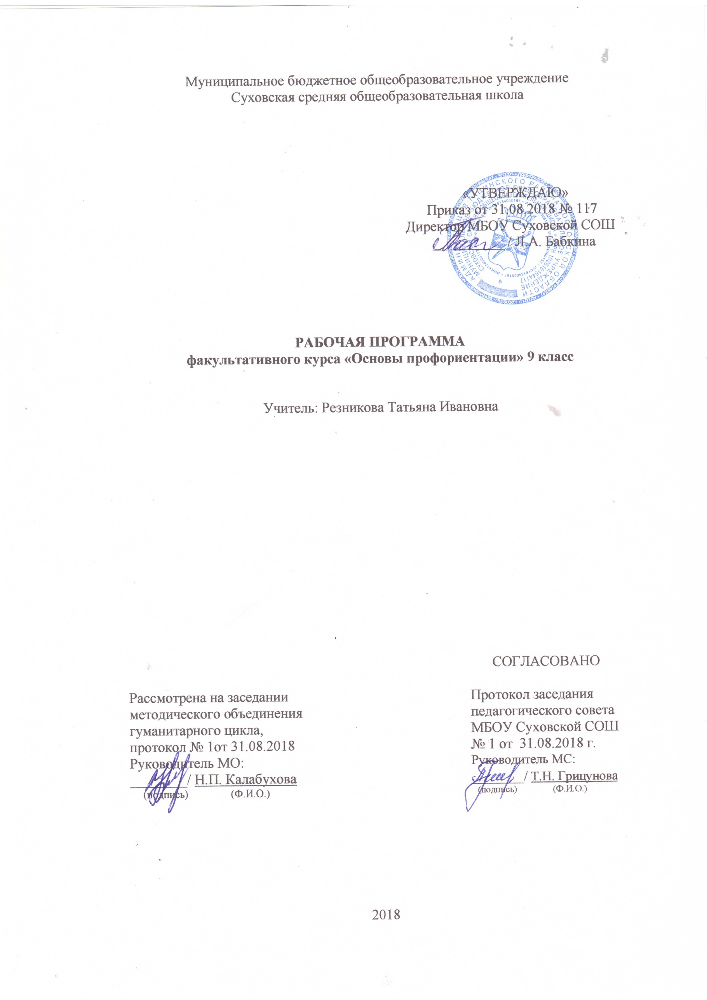 Муниципальное бюджетное общеобразовательное учреждение
Суховская средняя общеобразовательная школа
«УТВЕРЖДАЮ»
Приказ от 31.08.2018 № 117
Директор МБОУ Суховской СОШ
/ Л.А. Бабкина
РАБОЧАЯ ПРОГРАММА
факультативного курса «Основы профориентации» 9 класс
Учитель: Резникова Татьяна Ивановна
СОГЛАСОВАНО
Рассмотрена на заседании
методического объединения
гуманитарного цикла,
протокол № 1от 31.08.2018
Руководитель МО:
/ Н.П. Калабухова
(подпись) (Ф.И.О.)
Протокол заседания
педагогического совета
МБОУ Суховской СОШ
№ 1 от 31.08.2018 г.
Руководитель МС:
/ Т.Н. Грицунова
(подпись) (Ф.И.О.)
2018